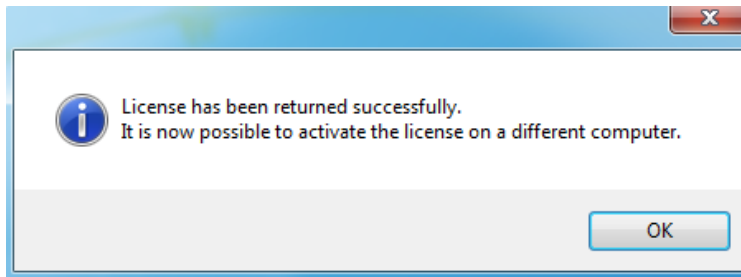 License has been returned successfully.
It is now possible to activate the license on a different computer.
OK